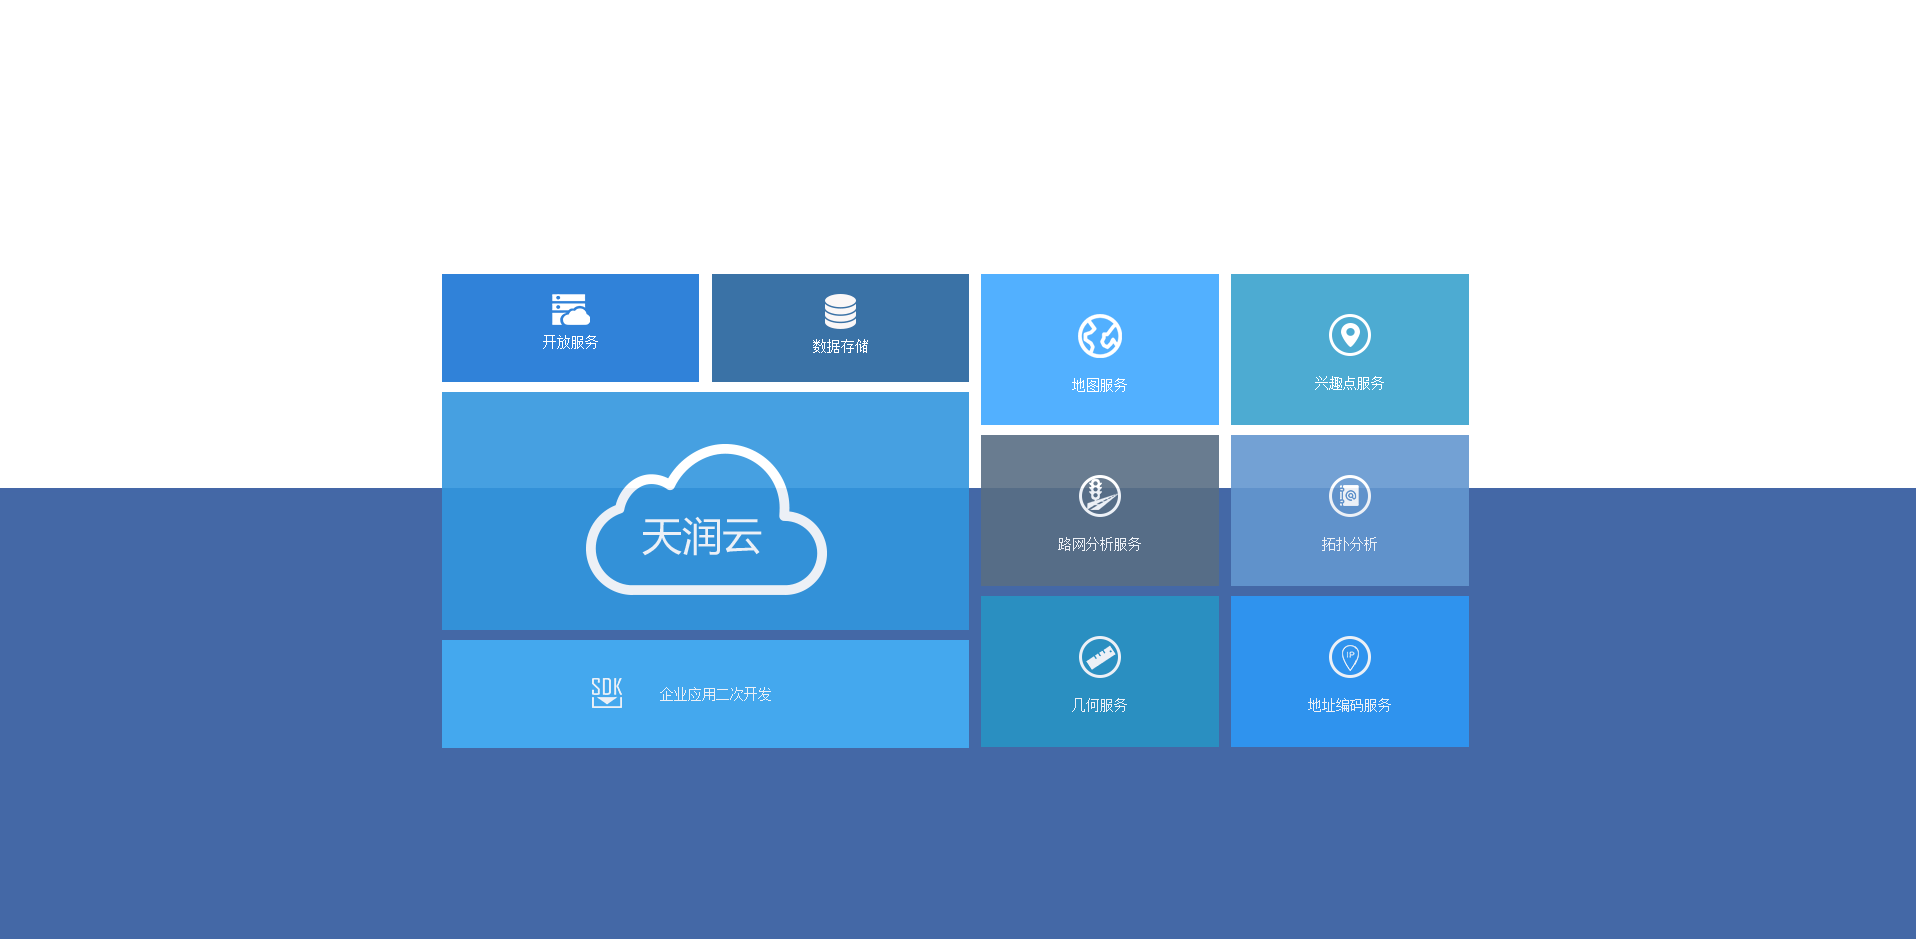 开放服务
数据存储
地图服务
兴趣点服务
天润云
路网分析服务
拓扑分析
SDK
企业应用二次开发
几何服务
iP
地址编码服务